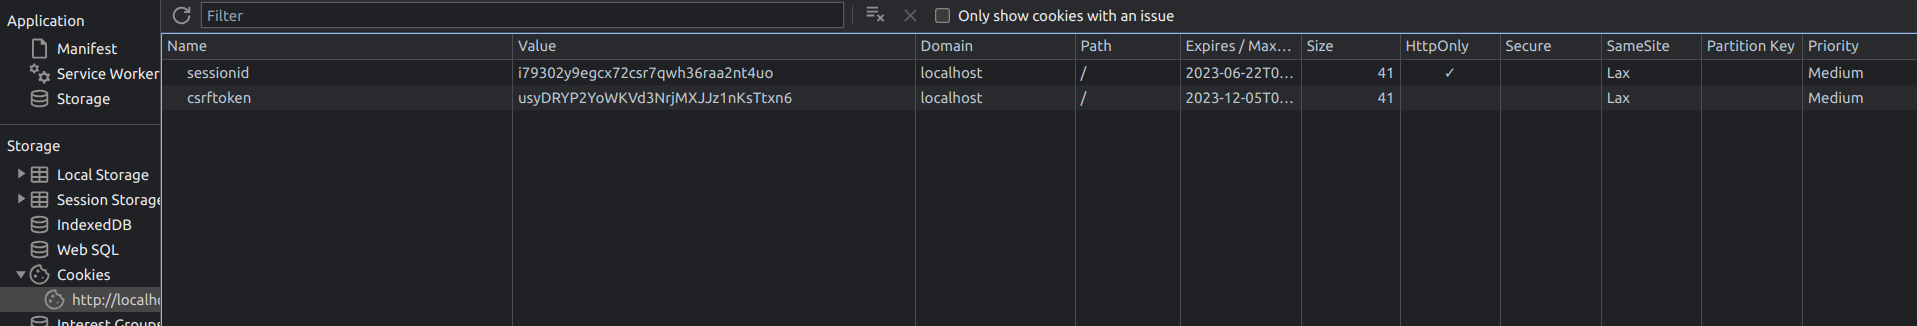 Application
Manifest
Service Worker
Storage
Storage
Local Storage
Session Storage
IndexedDB
Web SQL
Cookies
http://localho
Interest Groups
Filter
Only show cookies with an issue
Name Value Domain Path Expires / Max... Size HttpOnly Secure SameSite Partition Key Priority
sessionid i79302y9egcx72csr7qwh36raa2nt4uo localhost / 2023-06-22T0... 41 ✓ Lax Medium
csrftoken usyDRYP2YoWKVd3NrjMXJJz1nKsTtxn6 localhost / 2023-12-05T0... 41 Lax Medium